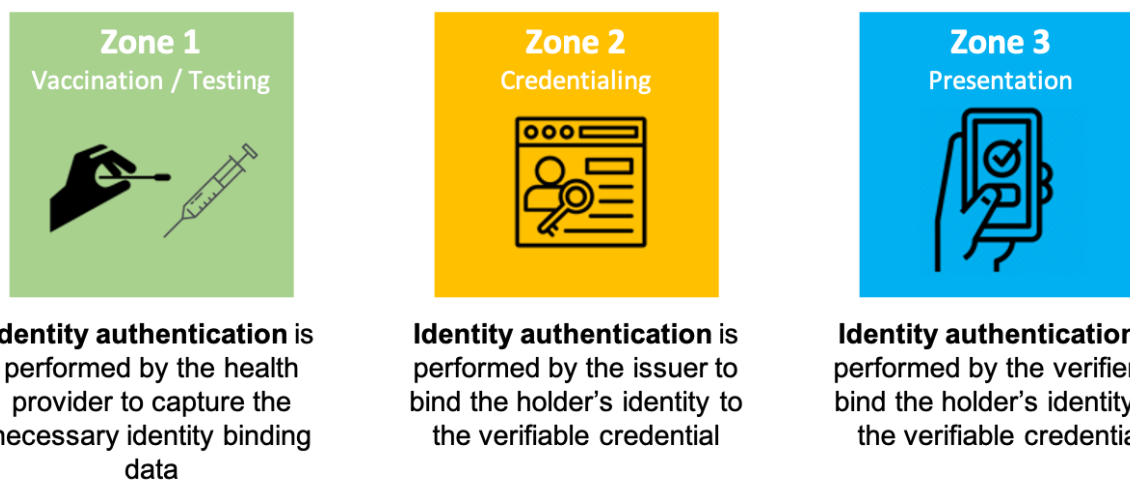 Zone 1
Vaccination / Testing
dentity authentication is
performed by the health
provider to capture the
necessary identity binding
data
Zone 2
Credentialing
Identity authentication is
performed by the issuer to
bind the holder's identity to
the verifiable credential
Zone 3
Presentation
Identity authentication
performed by the verifier
bind the holder's identity
the verifiable credentia